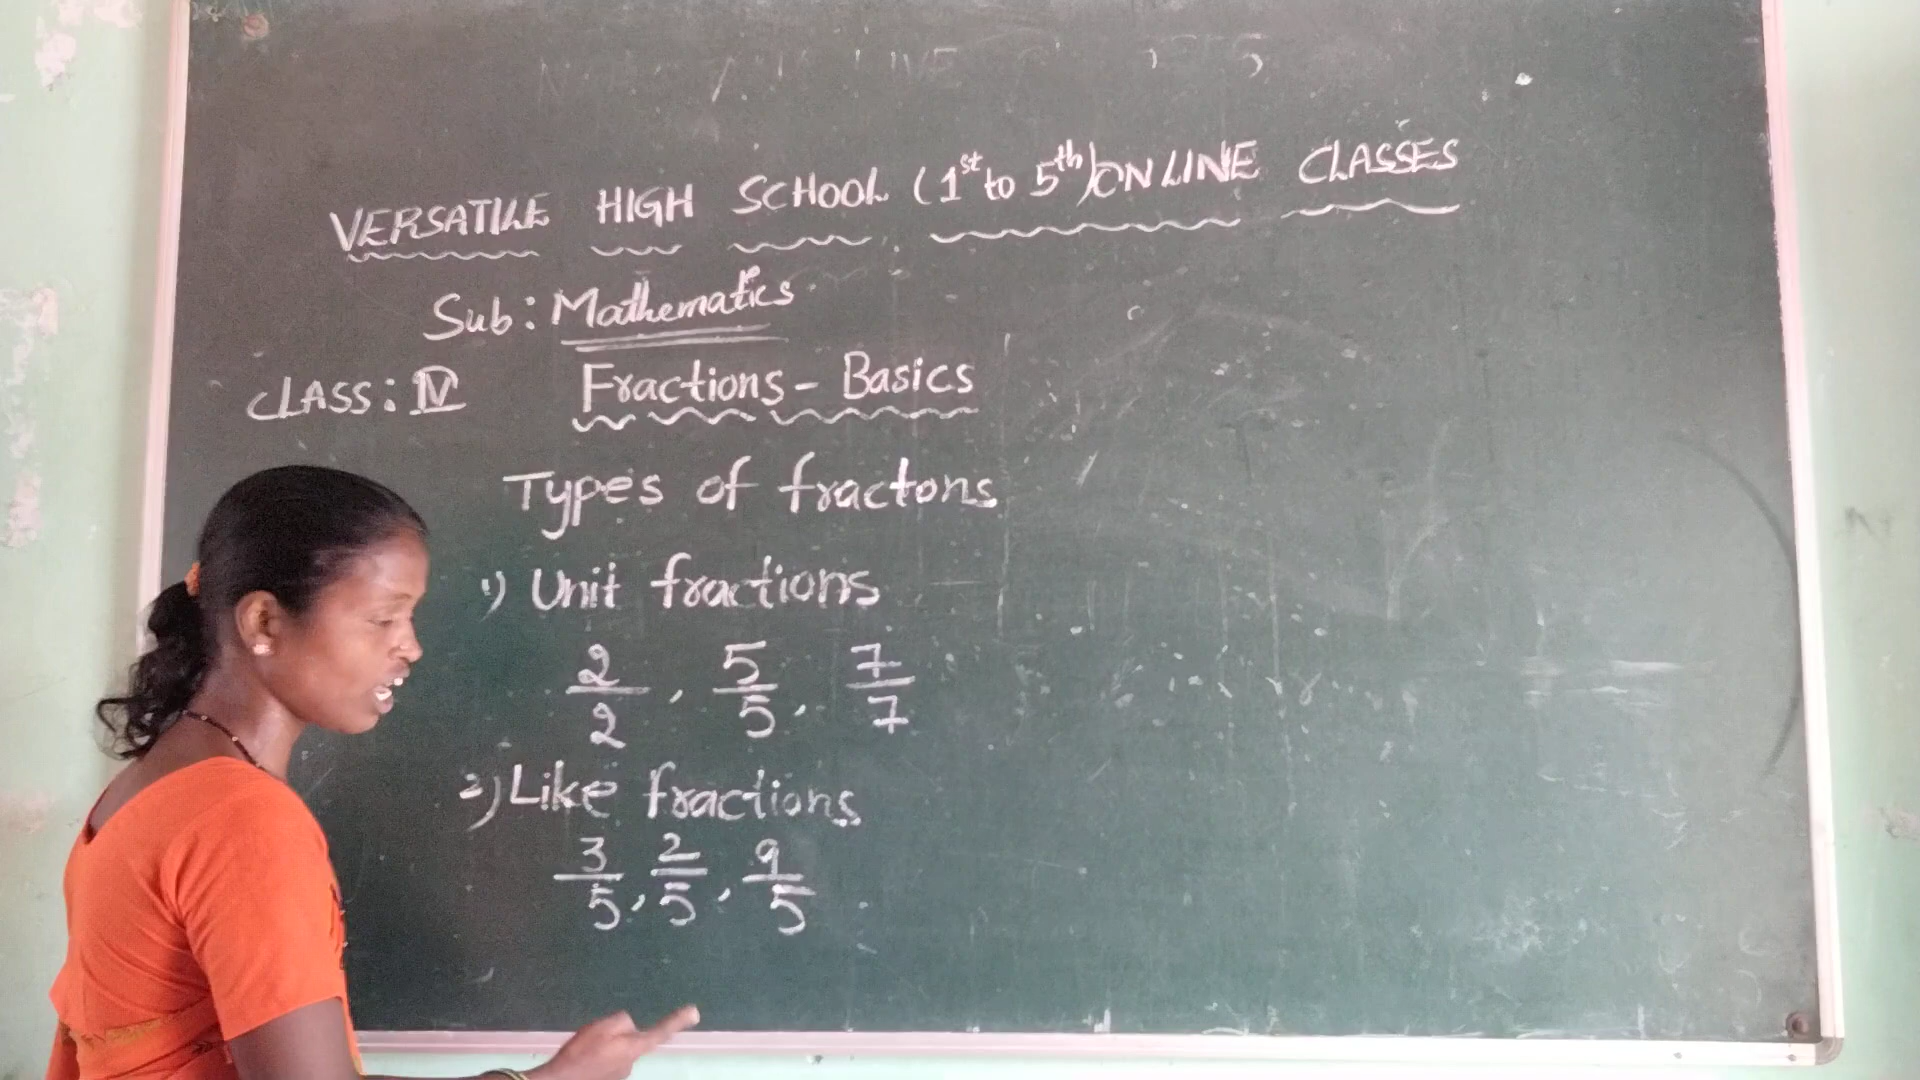 VERSATILE HIGH SCHOOL (1st to 5th) ONLINE CLASSES
Sub: Mathematics
CLASS: IV Fractions - Basics
Types of fractons
1) Unit fractions
2/2, 5/5, 7/7
2) Like fractions
3/5, 2/5, 9/5